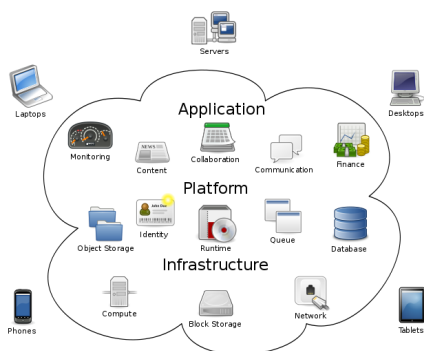 Servers
Laptops
Desktops
Application
Monitoring
NEWS
Content
Collaboration
Communication
Finance
Platform
Object Storage
Identity
Runtime
Queue
Database
Infrastructure
Compute
Block Storage
Network
Phones
Tablets